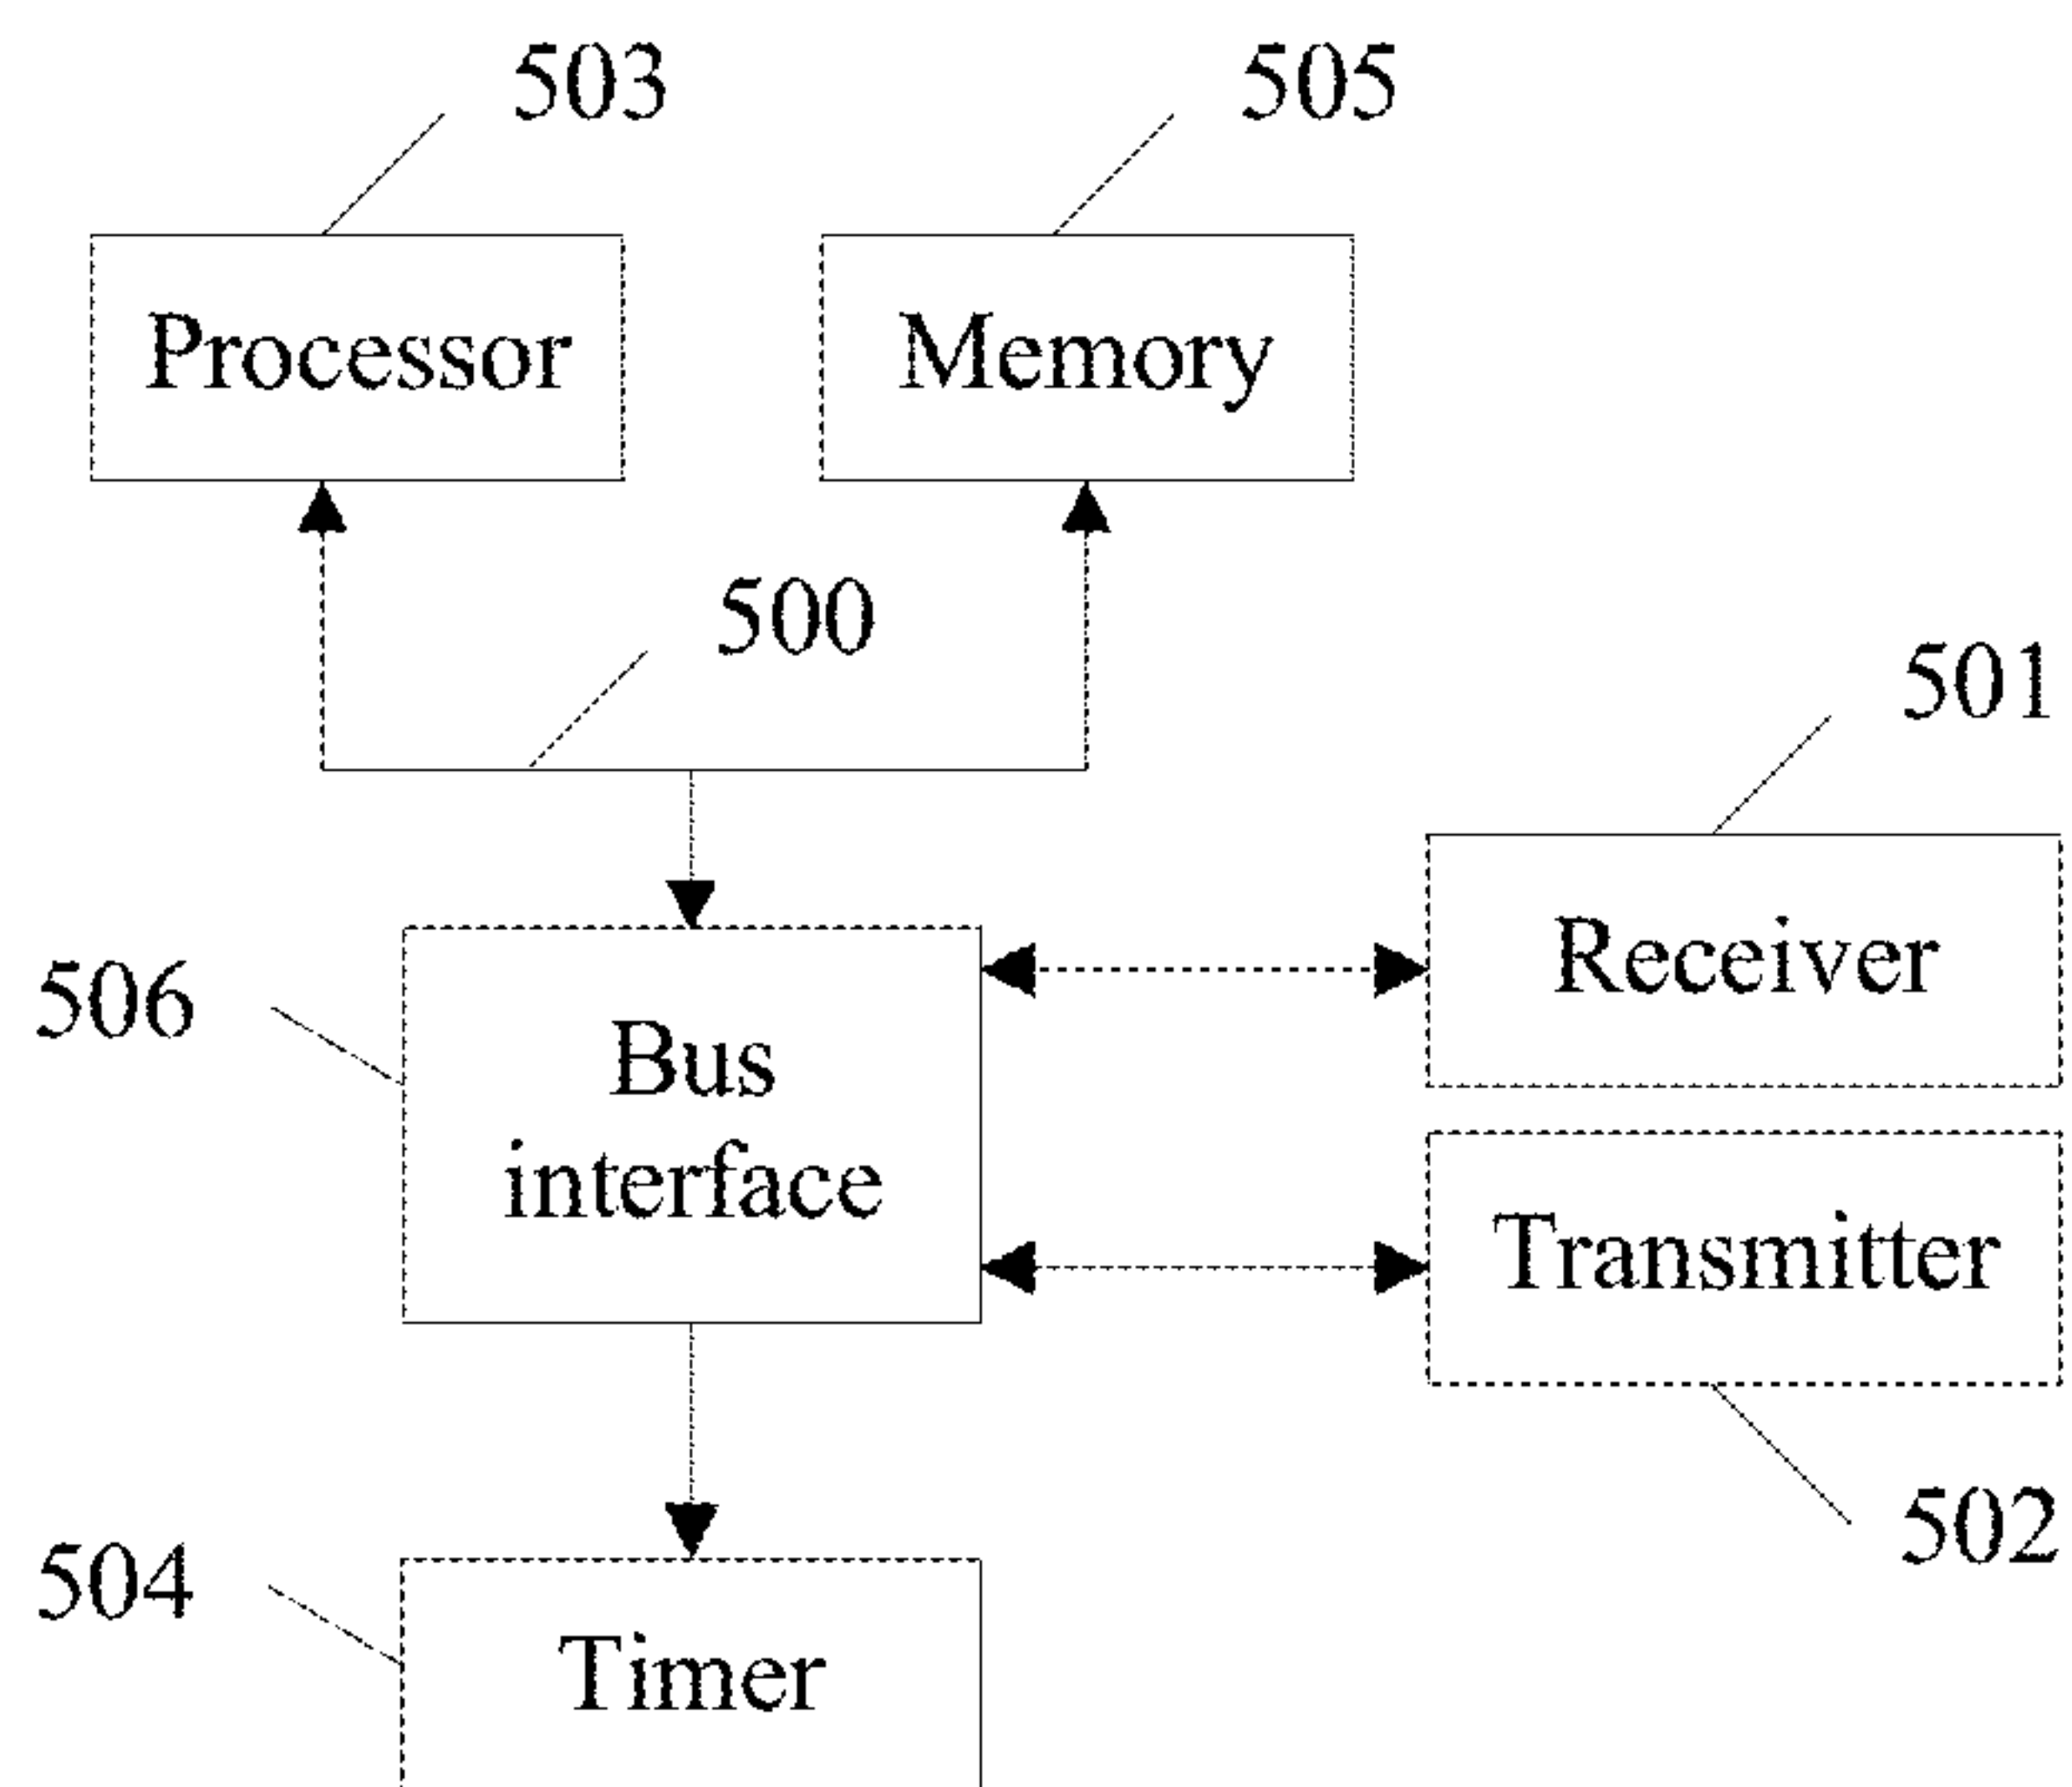 503
505
Processor
Memory
500
501
Receiver
506
Bus
interface
Transmitter
502
504
Timer